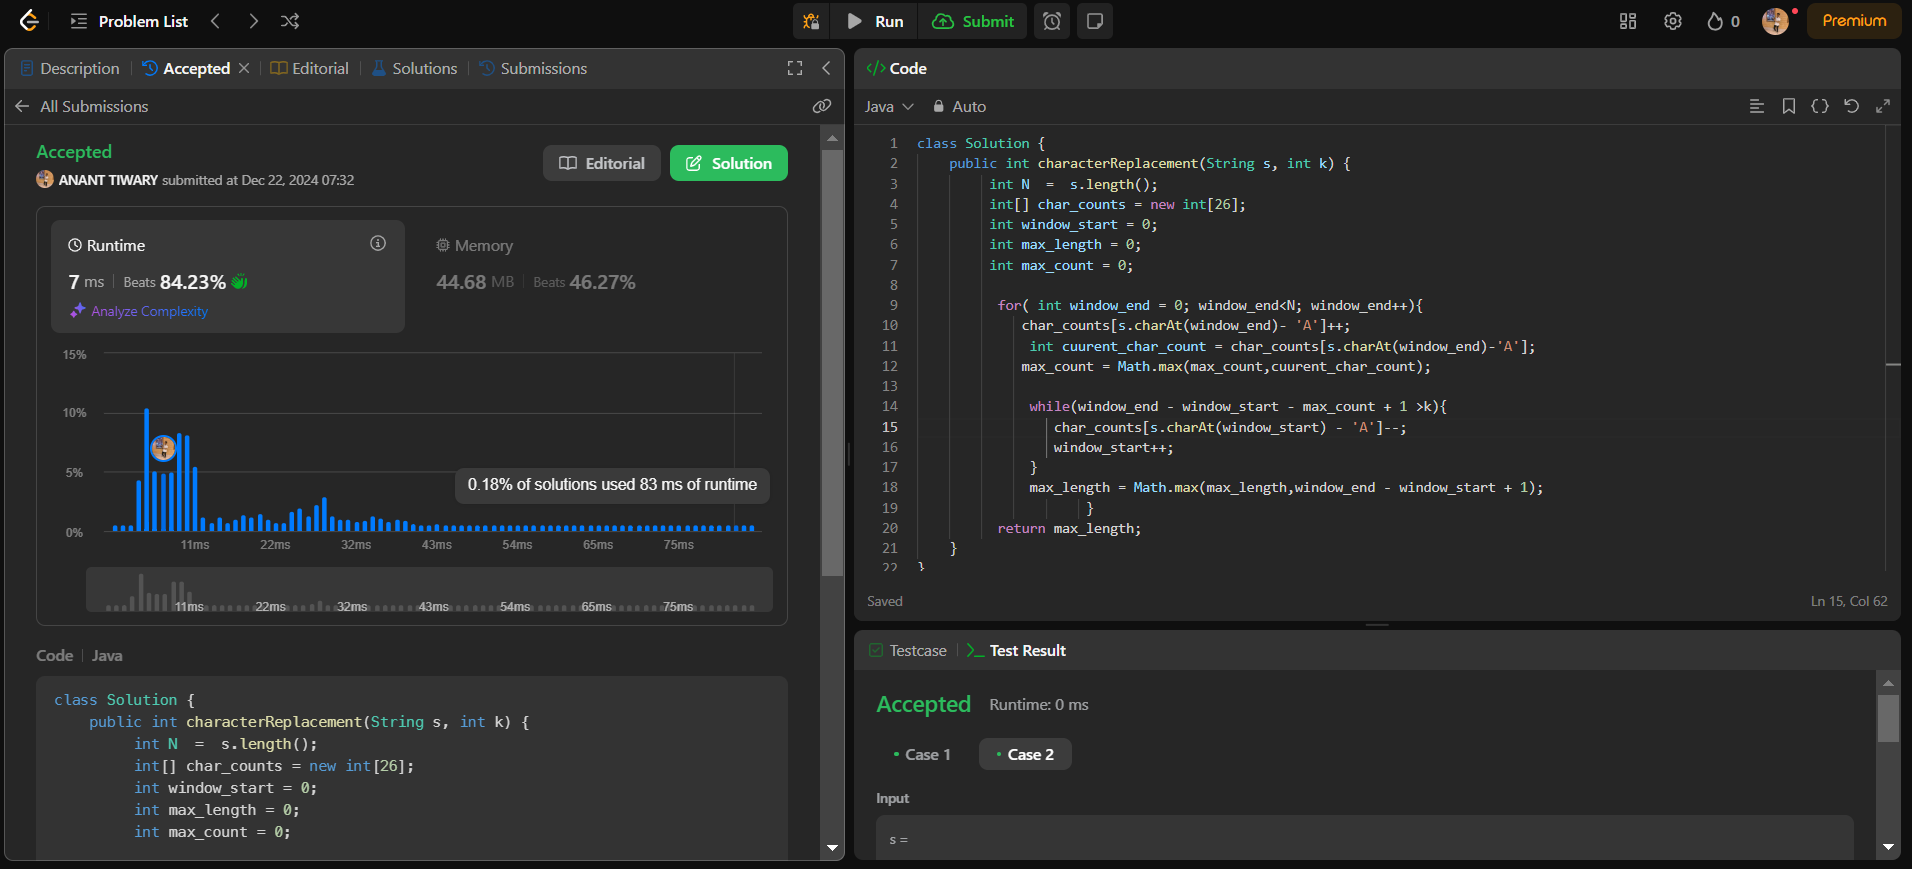 Problem List
Run
Submit
0
Premium
Description
Accepted
Editorial
Solutions
Submissions
All Submissions
Accepted
ANANT TIWARY submitted at Dec 22, 2024 07:32
Editorial
Solution
Runtime
7 ms
Beats 84.23%
Analyze Complexity
Memory
44.68 MB
Beats 46.27%
15%
10%
5%
0%
0.18% of solutions used 83 ms of runtime
11ms 22ms 32ms 43ms 54ms 65ms 75ms
11ms 22ms 32ms 43ms 54ms 65ms 75ms
Code
Java
class Solution {
public int characterReplacement(String s, int k) {
int N  =  s.length();
int[] char_counts = new int[26];
int window_start = 0;
int max_length = 0;
int max_count = 0;
</> Code
Java
Auto
1 class Solution {
2 public int characterReplacement(String s, int k) {
3 int N  =  s.length();
4 int[] char_counts = new int[26];
5 int window_start = 0;
6 int max_length = 0;
7 int max_count = 0;
8
9 for( int window_end = 0; window_end<N; window_end++){
10 char_counts[s.charAt(window_end)- 'A']++;
11 int cuurent_char_count = char_counts[s.charAt(window_end)-'A'];
12 max_count = Math.max(max_count,cuurent_char_count);
13
14 while(window_end - window_start - max_count + 1 >k){
15 char_counts[s.charAt(window_start) - 'A']--;
16 window_start++;
17 }
18 max_length = Math.max(max_length,window_end - window_start + 1);
19 }
20 return max_length;
21 }
22 }
Saved
Ln 15, Col 62
Testcase
Test Result
Accepted
Runtime: 0 ms
Case 1
Case 2
Input
s =